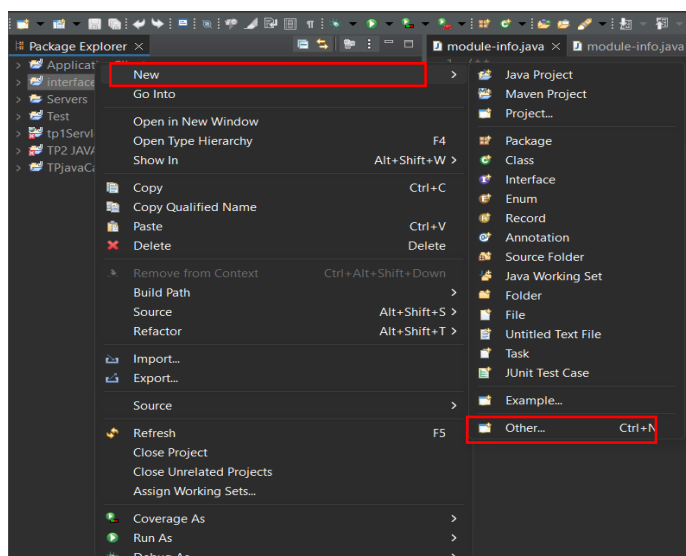 Package Explorer
module-info.java
module-info.java
1 /**
Applicat
interface
Servers
Test
tp1Servl
TP2 JAVA
TPjavaCa
New
Go Into
Open in New Window
Open Type Hierarchy F4
Show In Alt+Shift+W >
Copy Ctrl+C
Copy Qualified Name
Paste Ctrl+V
Delete Delete
Remove from Context Ctrl+Alt+Shift+Down
Build Path >
Source Alt+Shift+S >
Refactor Alt+Shift+T >
Import...
Export...
Source >
Refresh F5
Close Project
Close Unrelated Projects
Assign Working Sets...
Coverage As >
Run As >
Debug As
Java Project
Maven Project
Project...
Package
Class
Interface
Enum
Record
Annotation
Source Folder
Java Working Set
Folder
File
Untitled Text File
Task
JUnit Test Case
Example...
Other... Ctrl+N